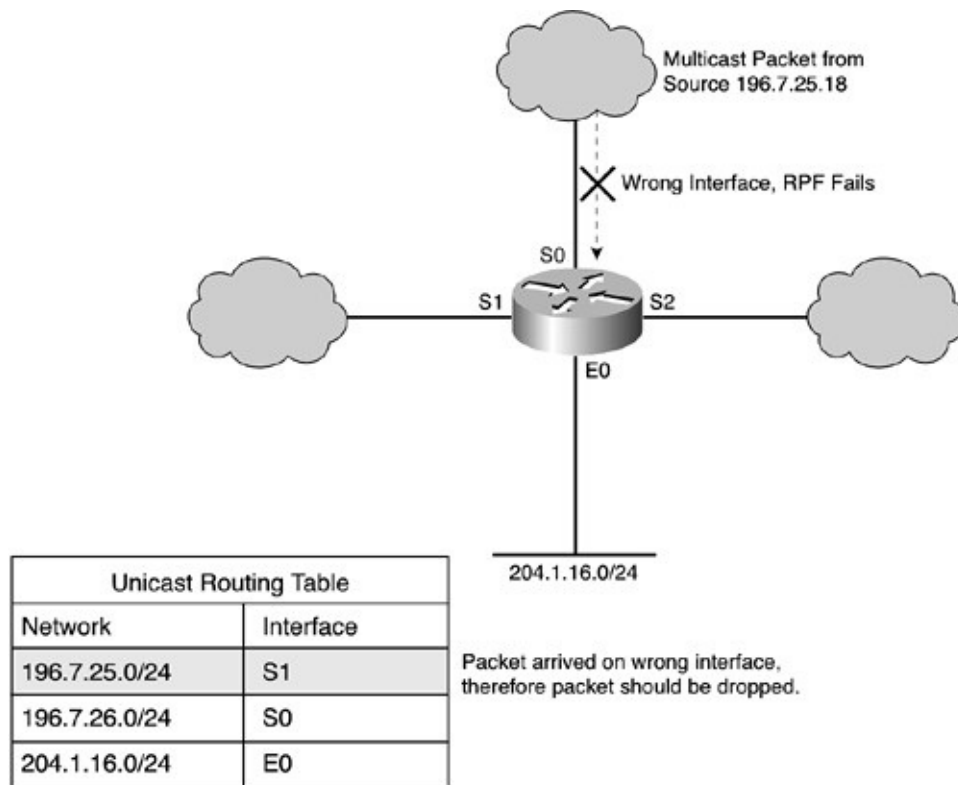 Multicast Packet from
Source 196.7.25.18
Wrong Interface, RPF Fails
S0
S1
S2
E0
204.1.16.0/24
Unicast Routing Table
Network Interface
196.7.25.0/24 S1
196.7.26.0/24 S0
204.1.16.0/24 E0
Packet arrived on wrong interface,
therefore packet should be dropped.